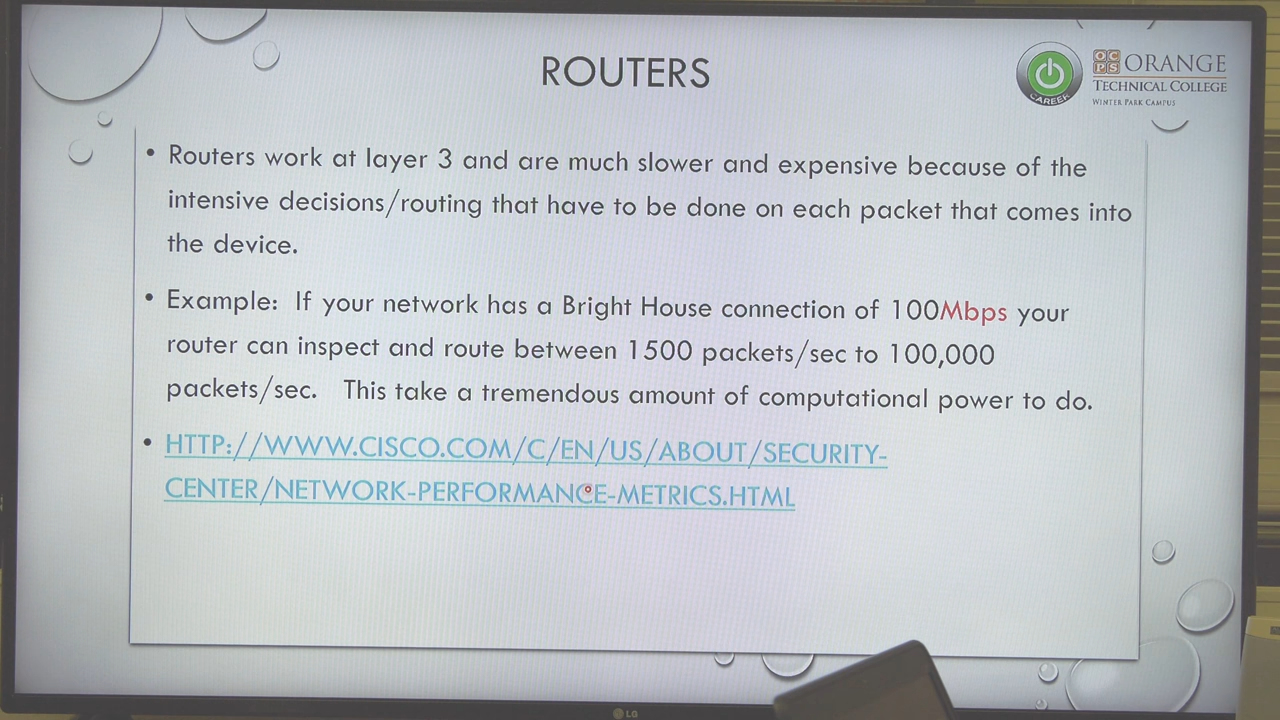 ROUTERS
CAREER
OC
PS
ORANGE
TECHNICAL COLLEGE
WINTER PARK CAMPUS
• Routers work at layer 3 and are much slower and expensive because of the
intensive decisions/routing that have to be done on each packet that comes into
the device.
• Example: If your network has a Bright House connection of 100Mbps your
router can inspect and route between 1500 packets/sec to 100,000
packets/sec. This take a tremendous amount of computational power to do.
• HTTP://WWW.CISCO.COM/C/EN/US/ABOUT/SECURITY-
CENTER/NETWORK-PERFORMANCE-METRICS.HTML
LG